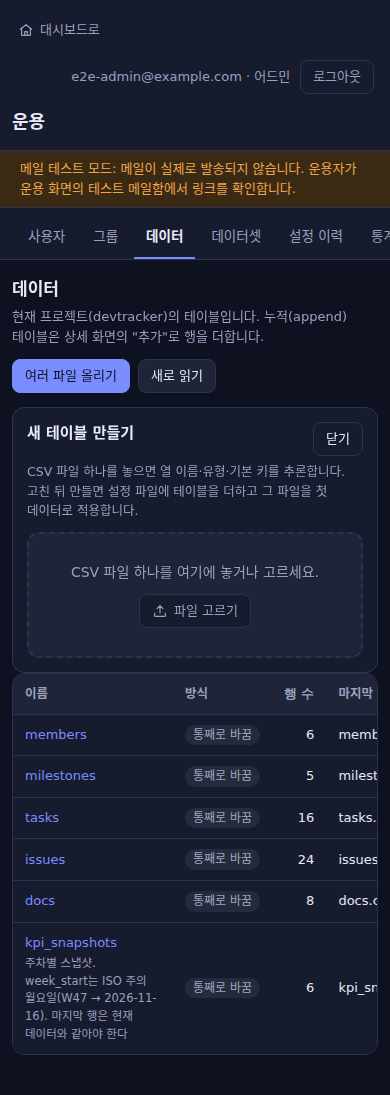 대시보드로
e2e-admin@example.com · 어드민
로그아웃
운용
메일 테스트 모드: 메일이 실제로 발송되지 않습니다. 운용자가
운용 화면의 테스트 메일함에서 링크를 확인합니다.
사용자 그룹 데이터 데이터셋 설정 이력
데이터
현재 프로젝트(devtracker)의 테이블입니다. 누적(append)
테이블은 상세 화면의 "추가"로 행을 더합니다.
여러 파일 올리기 새로 읽기
새 테이블 만들기
닫기
CSV 파일 하나를 놓으면 열 이름·유형·기본 키를 추론합니다.
고친 뒤 만들면 설정 파일에 테이블을 더하고 그 파일을 첫
데이터로 적용합니다.
CSV 파일 하나를 여기에 놓거나 고르세요.
파일 고르기
이름 방식 행 수 마지막
members 통째로 바꿈 6 memb
milestones 통째로 바꿈 5 milest
tasks 통째로 바꿈 16 tasks.
issues 통째로 바꿈 24 issues
docs 통째로 바꿈 8 docs.c
kpi_snapshots
주차별 스냅샷.
week_start는 ISO 주의
월요일(W47 → 2026-11-
16). 마지막 행은 현재
데이터와 같아야 한다
통째로 바꿈 6 kpi_sn